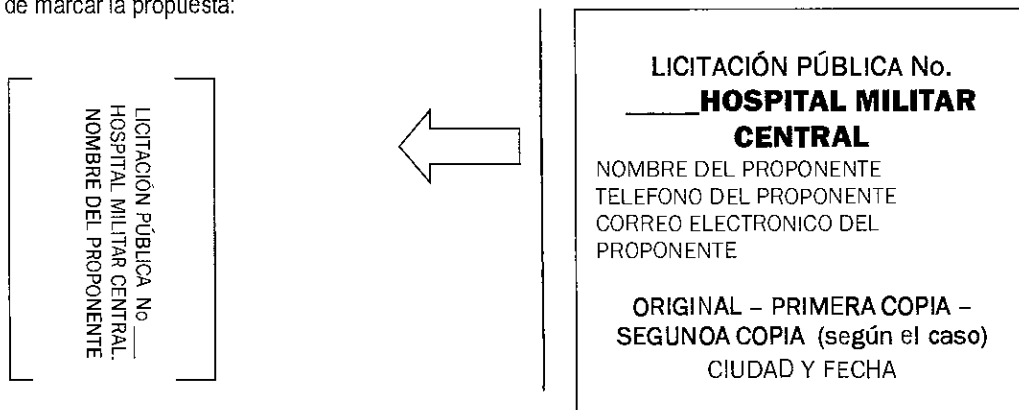 de marcar la propuesta:
LICITACIÓN PÚBLICA No___
HOSPITAL MILITAR CENTRAL.
NOMBRE DEL PROPONENTE
LICITACIÓN PÚBLICA No.
_____HOSPITAL MILITAR
CENTRAL
NOMBRE DEL PROPONENTE
TELEFONO DEL PROPONENTE
CORREO ELECTRONICO DEL
PROPONENTE
ORIGINAL – PRIMERA COPIA –
SEGUNOA COPIA (según el caso)
CIUDAD Y FECHA